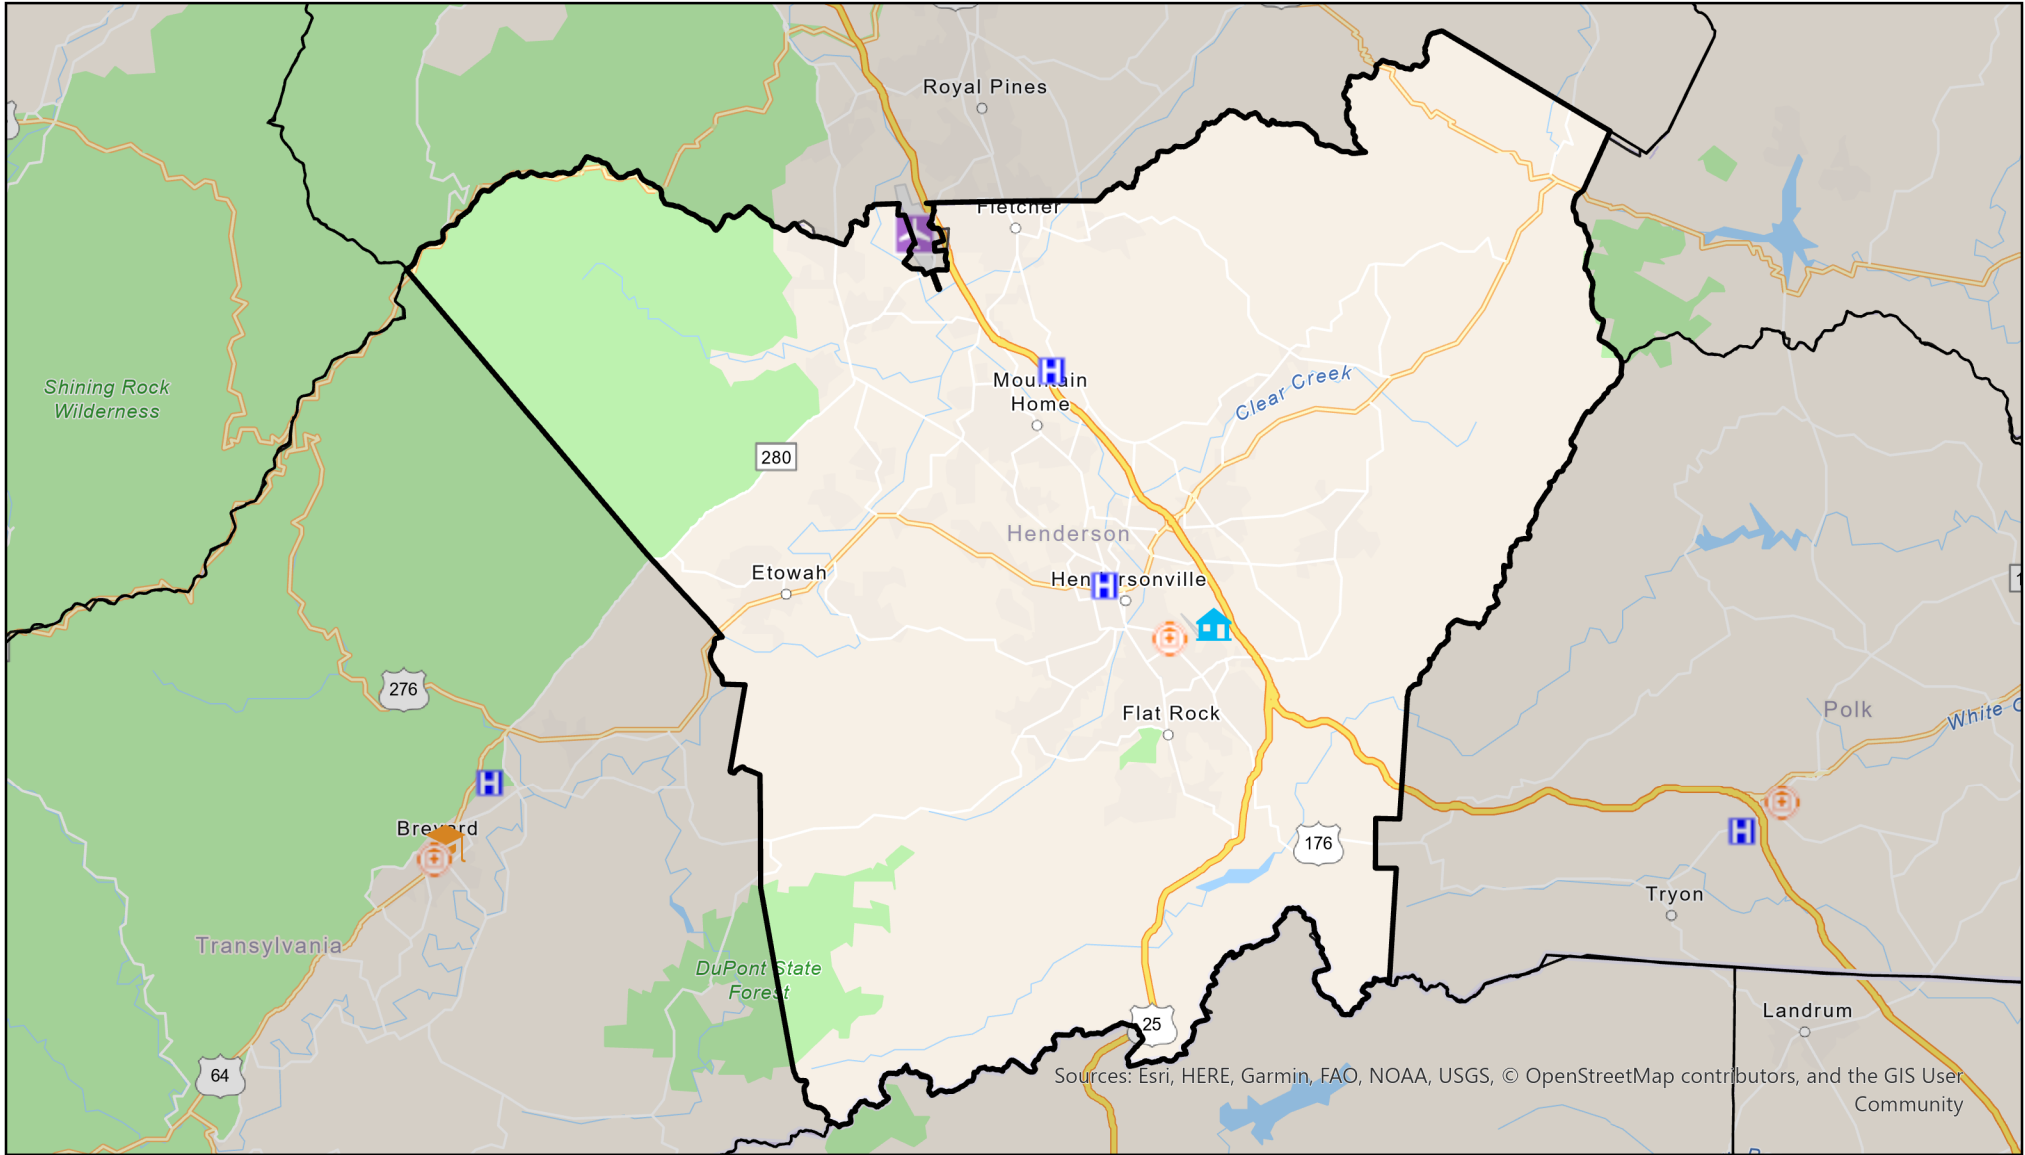 Royal Pines
Fletcher
Shining Rock
Wilderness
Mountain
Home
Clear Creek
280
Henderson
Etowah
Hendersonville
276
Flat Rock
Polk
White C
Brevard
176
Tryon
Transylvania
DuPont State
Forest
Landrum
25
64
Sources: Esri, HERE, Garmin, FAO, NOAA, USGS, © OpenStreetMap contributors, and the GIS User
Community
H
H
H
H